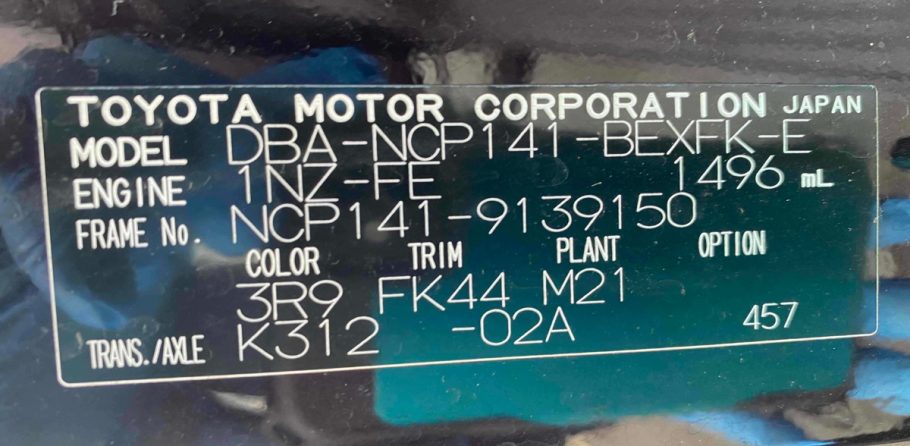 TOYOTA MOTOR CORPORATION JAPAN
MODEL DBA-NCP141-BEXFK-E
ENGINE 1NZ-FE 1496 mL
FRAME No. NCP141-9139150
COLOR TRIM PLANT OPTION
3R9 FK44 M21
TRANS./AXLE K312 -02A 457